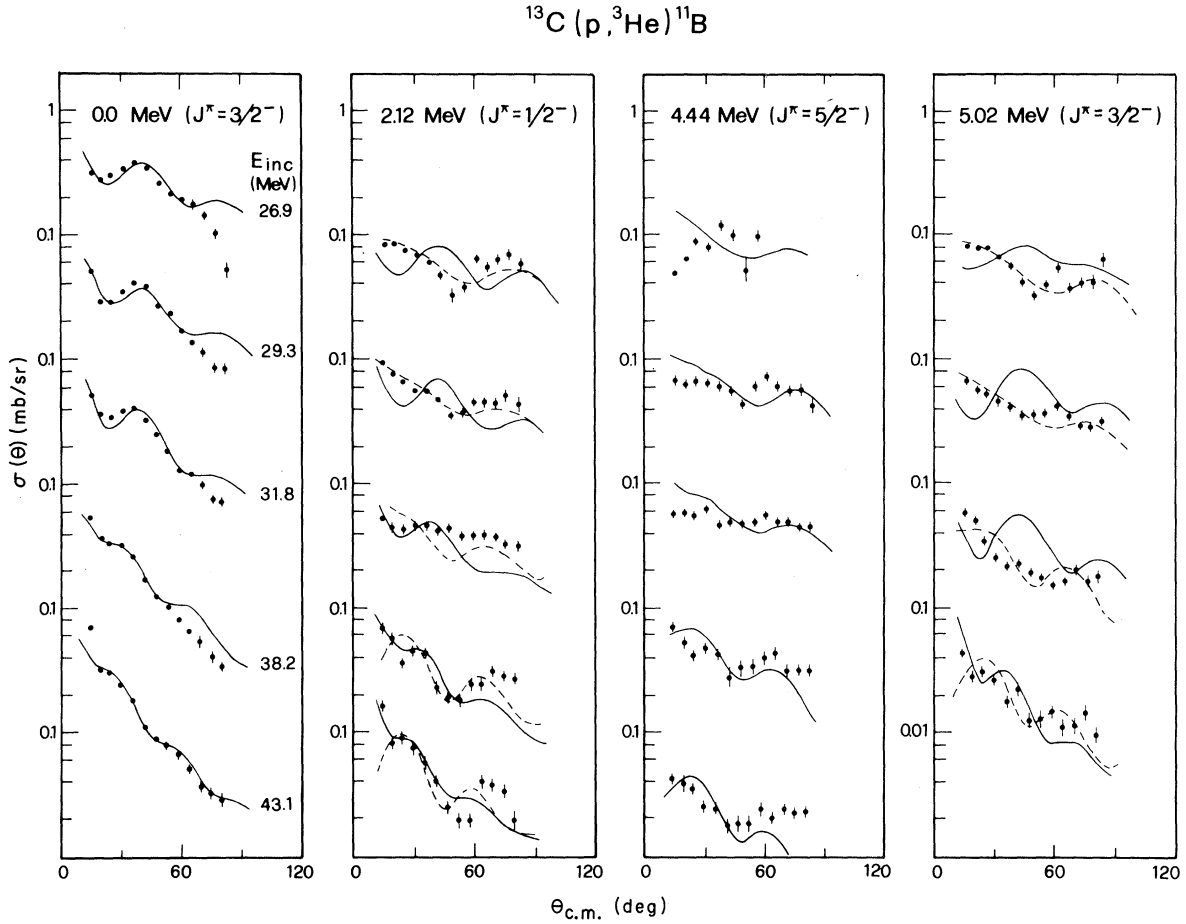 ¹³C (p,³He) ¹¹B
0.0 MeV (Jᵖ = 3/2⁻)
E inc
(MeV)
26.9
29.3
31.8
38.2
43.1
2.12 MeV (J^π = 1/2⁻)
4.44 MeV (J^π = 5/2⁻)
5.02 MeV (J^π = 3/2⁻)
σ(θ) (mb/sr)
1
0.1
0.1
0.1
0.1
0.1
1
0.1
0.1
0.1
0.1
0.1
1
0.1
0.1
0.1
0.1
0.1
1
0.1
0.1
0.1
0.1
0.01
0 60 120
0 60 120
0 60 120
0 60 120
θc.m. (deg)